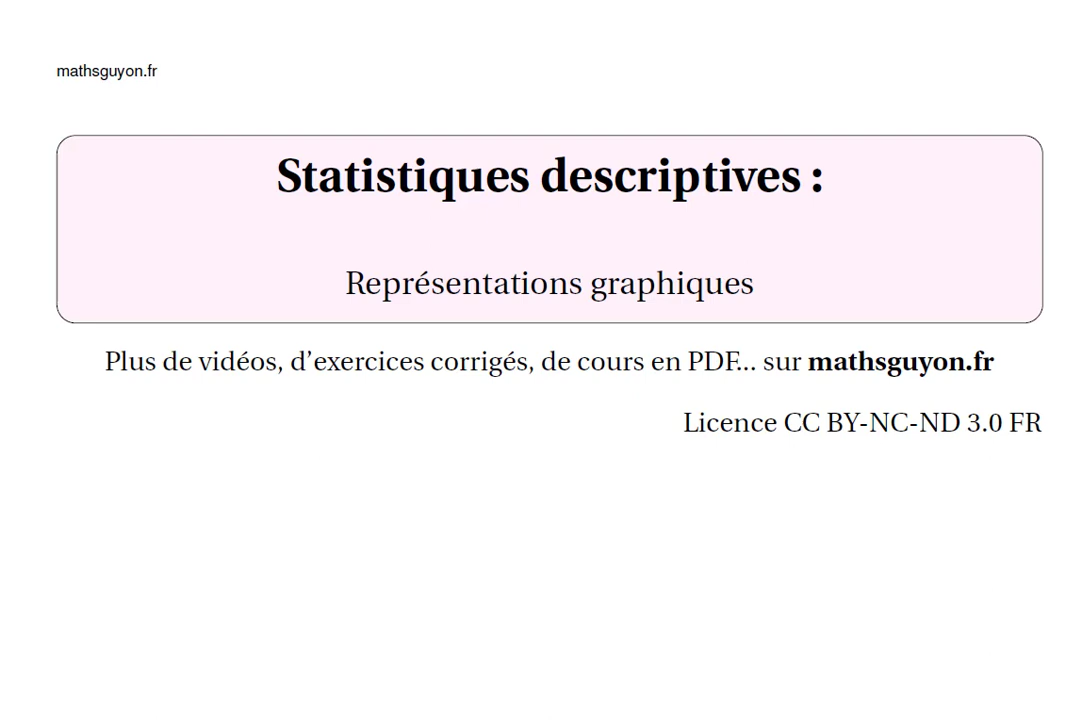 mathsguyon.fr
Statistiques descriptives :
Représentations graphiques
Plus de vidéos, d’exercices corrigés, de cours en PDF... sur mathsguyon.fr
Licence CC BY-NC-ND 3.0 FR